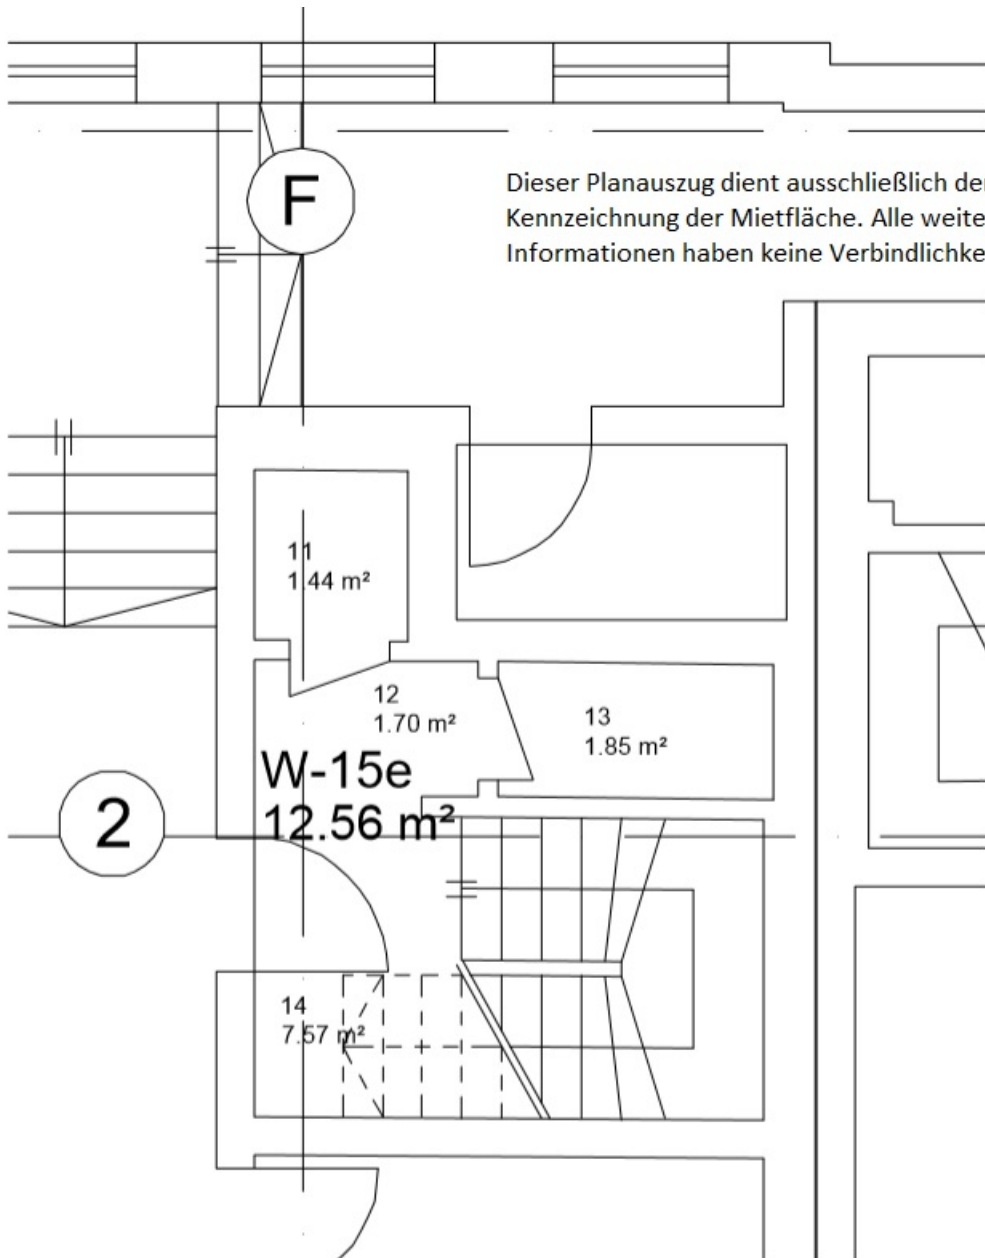 F
Dieser Planauszug dient ausschließlich de
Kennzeichnung der Mietfläche. Alle weite
Informationen haben keine Verbindlichke
11
1.44 m²
12
1.70 m²
13
1.85 m²
W-15e
12.56 m²
2
14
7.57 m²